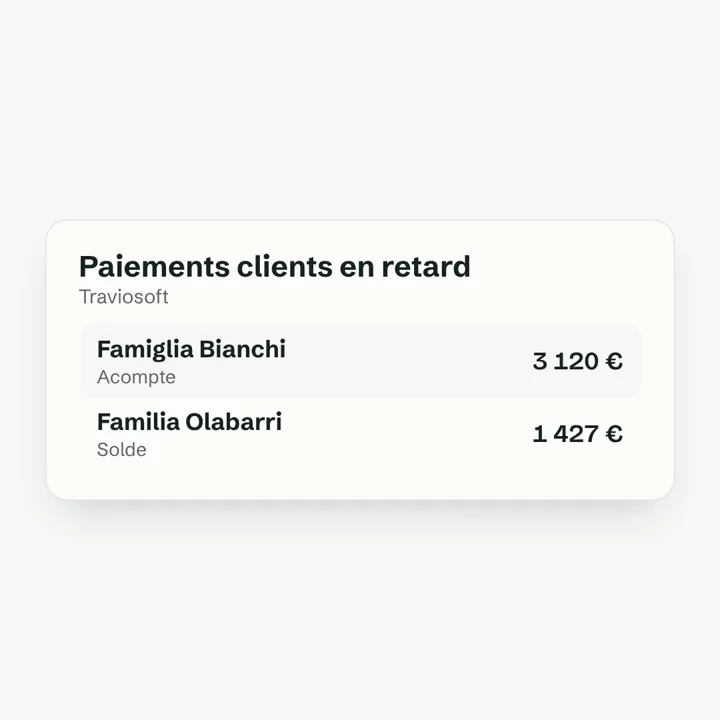 Paiements clients en retard
Traviosoft
Famiglia Bianchi
Acompte
3 120 €
Familia Olabarri
Solde
1 427 €